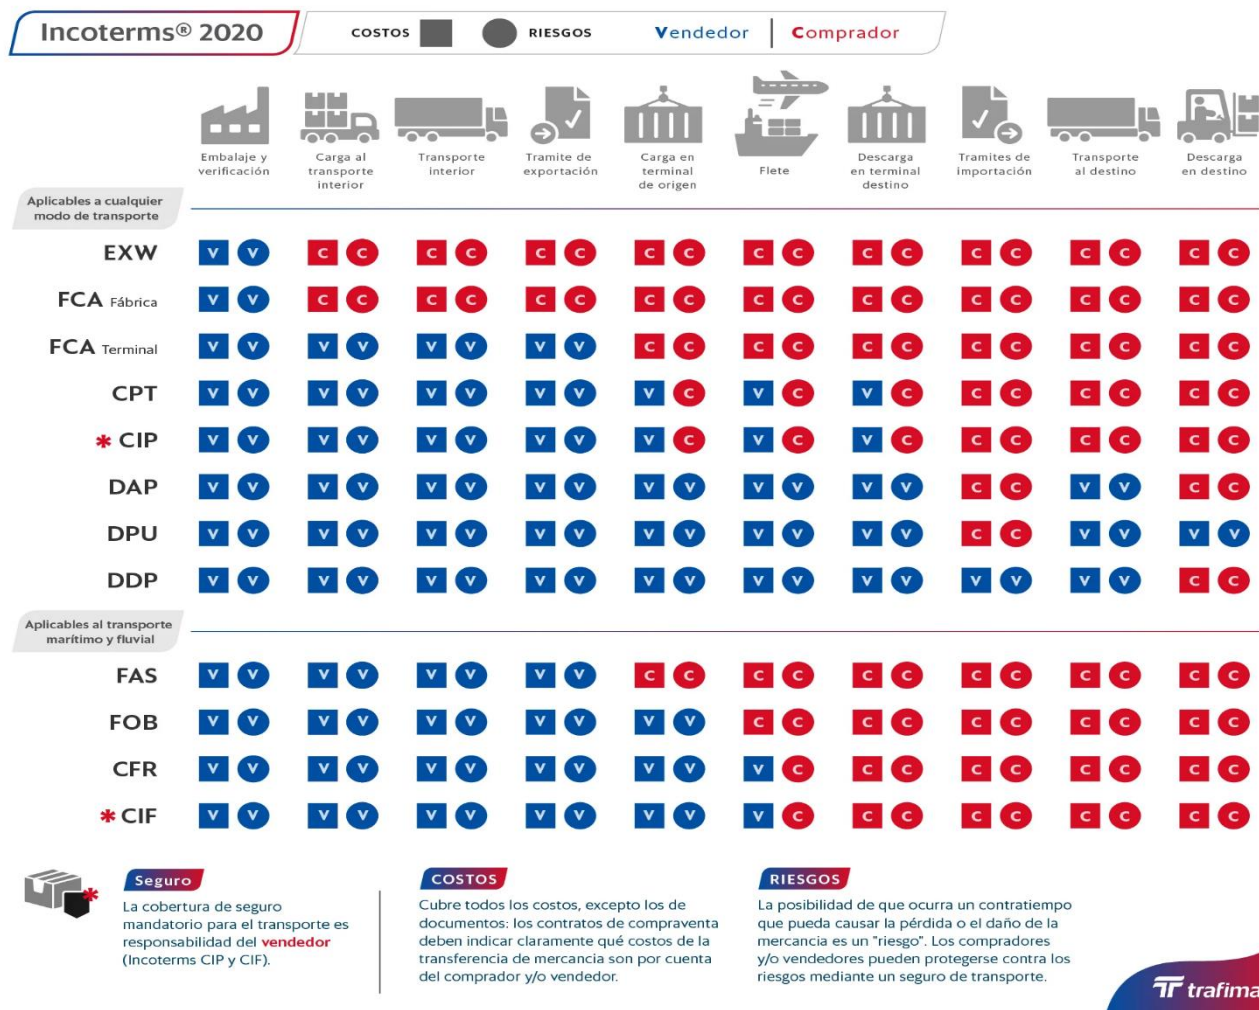 Incoterms® 2020
COSTOS RIESGOS Vendedor Comprador
Embalaje y verificación
Carga al transporte interior
Transporte interior
Tramite de exportación
Carga en terminal de origen
Flete
Descarga en terminal destino
Tramites de importación
Transporte al destino
Descarga en destino
Aplicables a cualquier
modo de transporte
EXW V V C C C C C C C C C C C C C C C C C C
FCA Fábrica V V C C C C C C C C C C C C C C C C C C
FCA Terminal V V V V V V V V C C C C C C C C C C C C
CPT V V V V V V V V V C V C V C C C C C C C
* CIP V V V V V V V V V C V C V C C C C C C C
DAP V V V V V V V V V V V V V V C C V V C C
DPU V V V V V V V V V V V V V V C C V V V V
DDP V V V V V V V V V V V V V V V V V V C C
Aplicables al transporte
marítimo y fluvial
FAS V V V V V V V V C C C C C C C C C C C C
FOB V V V V V V V V V V C C C C C C C C C C
CFR V V V V V V V V V V V C C C C C C C C C
* CIF V V V V V V V V V V V C C C C C C C C C
Seguro
La cobertura de seguro
mandatorio para el transporte es
responsabilidad del vendedor
(Incoterms CIP y CIF).
COSTOS
Cubre todos los costos, excepto los de
documentos: los contratos de compraventa
deben indicar claramente qué costos de la
transferencia de mercancia son por cuenta
del comprador y/o vendedor.
RIESGOS
La posibilidad de que ocurra un contratiempo
que pueda causar la pérdida o el daño de la
mercancia es un "riesgo". Los compradores
y/o vendedores pueden protegerse contra los
riesgos mediante un seguro de transporte.
trafima